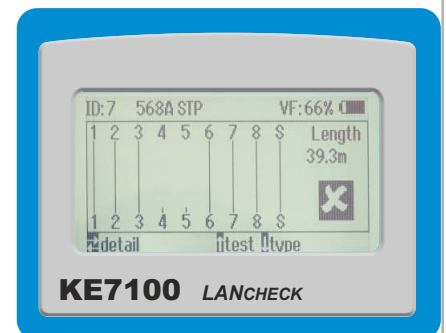 ID:7 568A STP VF:66%
1 2 3 4 5 6 7 8 S Length
39.3m
1 2 3 4 5 6 7 8 S
detail test type
KE7100 LANCHECK